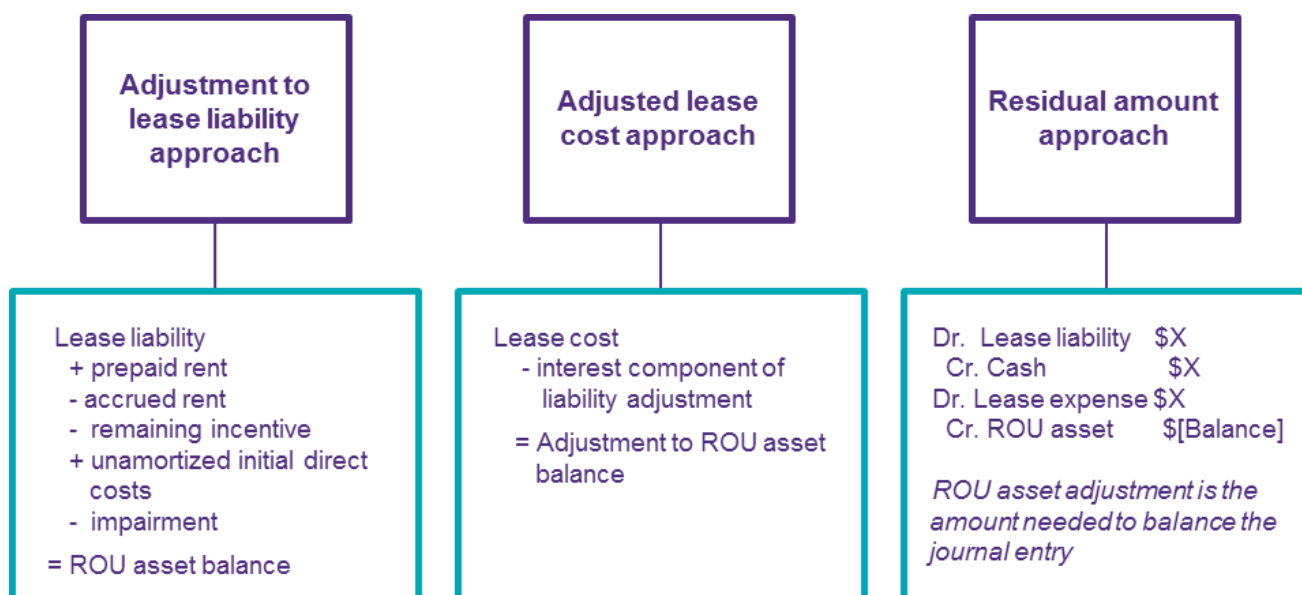 Adjustment to
lease liability
approach
Adjusted lease
cost approach
Residual amount
approach
Lease liability
+ prepaid rent
- accrued rent
- remaining incentive
+ unamortized initial direct
costs
- impairment
= ROU asset balance
Lease cost
- interest component of
liability adjustment
= Adjustment to ROU asset
balance
Dr. Lease liability $X
Cr. Cash $X
Dr. Lease expense $X
Cr. ROU asset $[Balance]
ROU asset adjustment is the
amount needed to balance the
journal entry